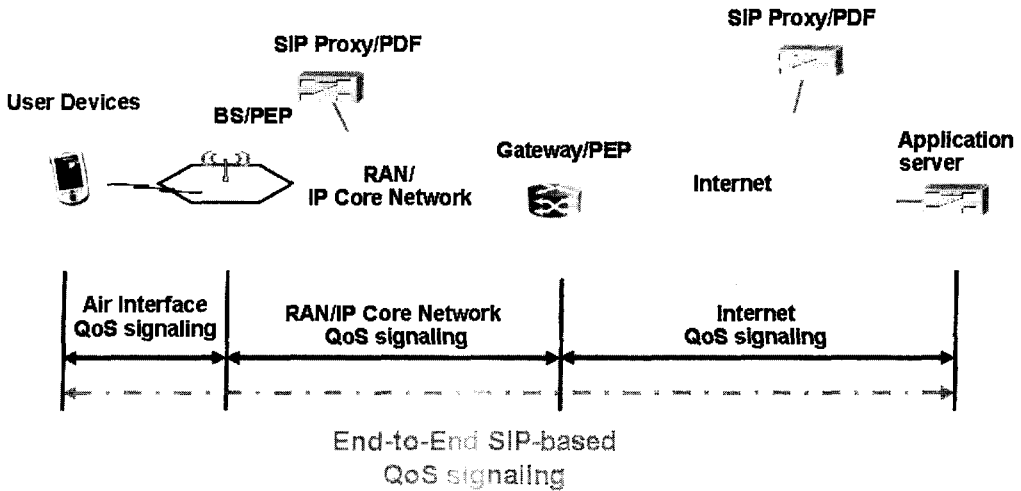 SIP Proxy/PDF
SIP Proxy/PDF
User Devices
BS/PEP
Gateway/PEP
Application
server
RAN/
IP Core Network
Internet
Air Interface
QoS signaling
RAN/IP Core Network
QoS signaling
Internet
QoS signaling
End-to-End SIP-based
QoS signaling